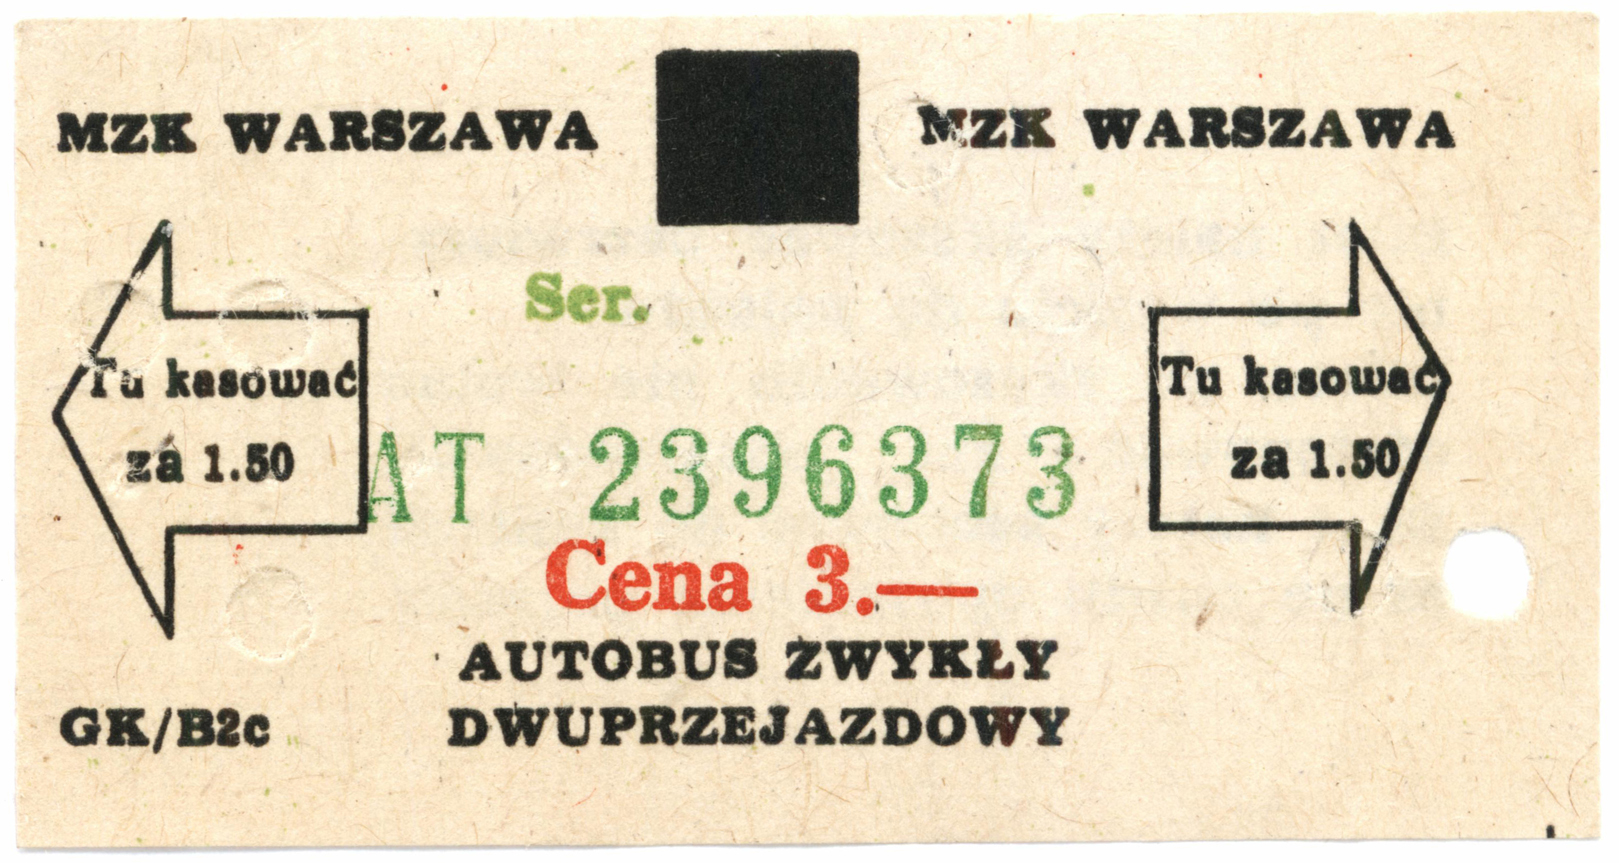 MZK WARSZAWA MZK WARSZAWA
Ser.
Tu kasować Tu kasować
za 1.50 za 1.50
AT 2396373
Cena 3.—
AUTOBUS ZWYKŁY
GK/B2c DWUPRZEJAZDOWY